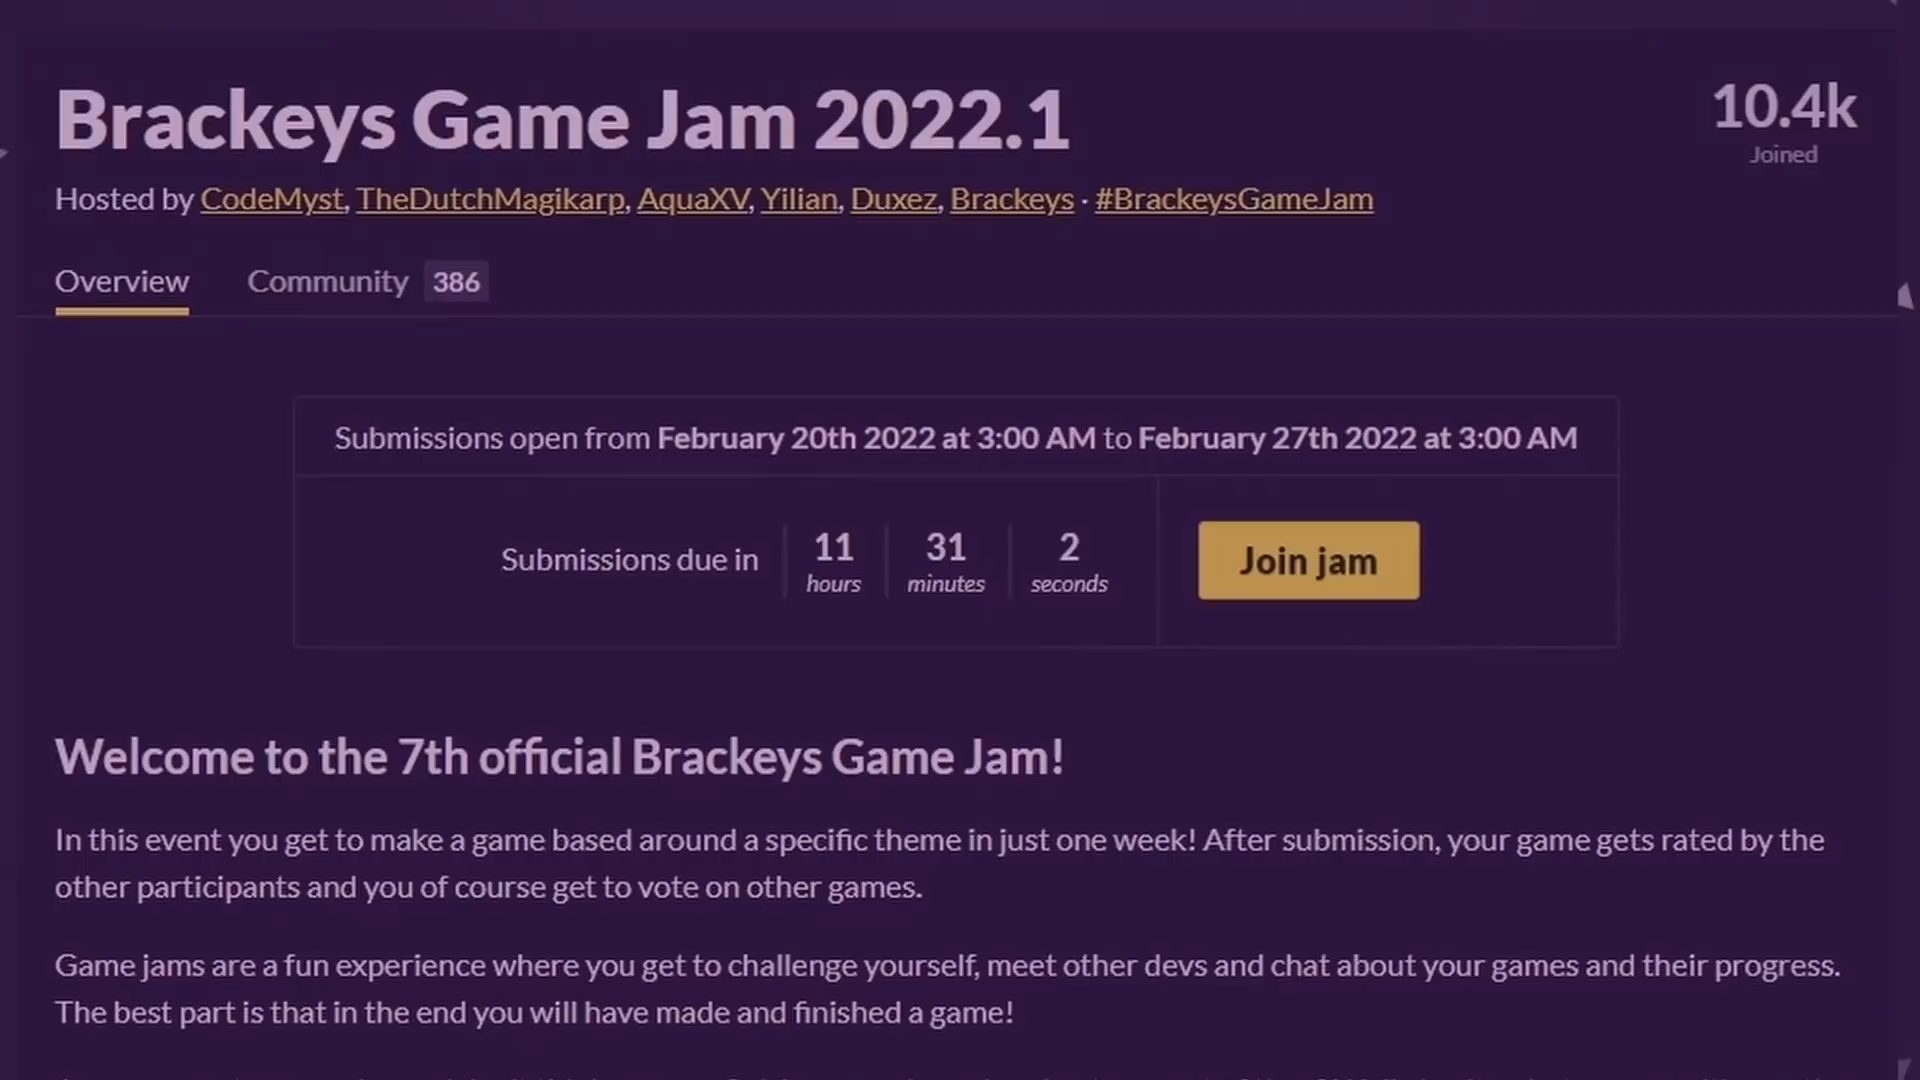 Brackeys Game Jam 2022.1
10.4k
Joined
Hosted by CodeMyst, TheDutchMagikarp, AquaXV, Yilian, Duxez, Brackeys · #BrackeysGameJam
Overview Community 386
Submissions open from February 20th 2022 at 3:00 AM to February 27th 2022 at 3:00 AM
Submissions due in 11 hours 31 minutes 2 seconds
Join jam
Welcome to the 7th official Brackeys Game Jam!
In this event you get to make a game based around a specific theme in just one week! After submission, your game gets rated by the
other participants and you of course get to vote on other games.
Game jams are a fun experience where you get to challenge yourself, meet other devs and chat about your games and their progress.
The best part is that in the end you will have made and finished a game!